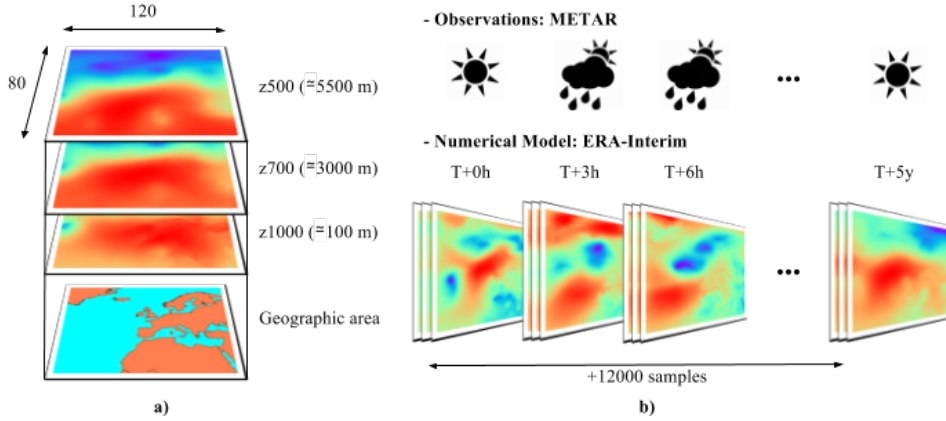 120
80
z500 (≃5500 m)
z700 (≃3000 m)
z1000 (≃100 m)
Geographic area
a)
- Observations: METAR
...
- Numerical Model: ERA-Interim
T+0h
T+3h
T+6h
T+5y
...
+12000 samples
b)